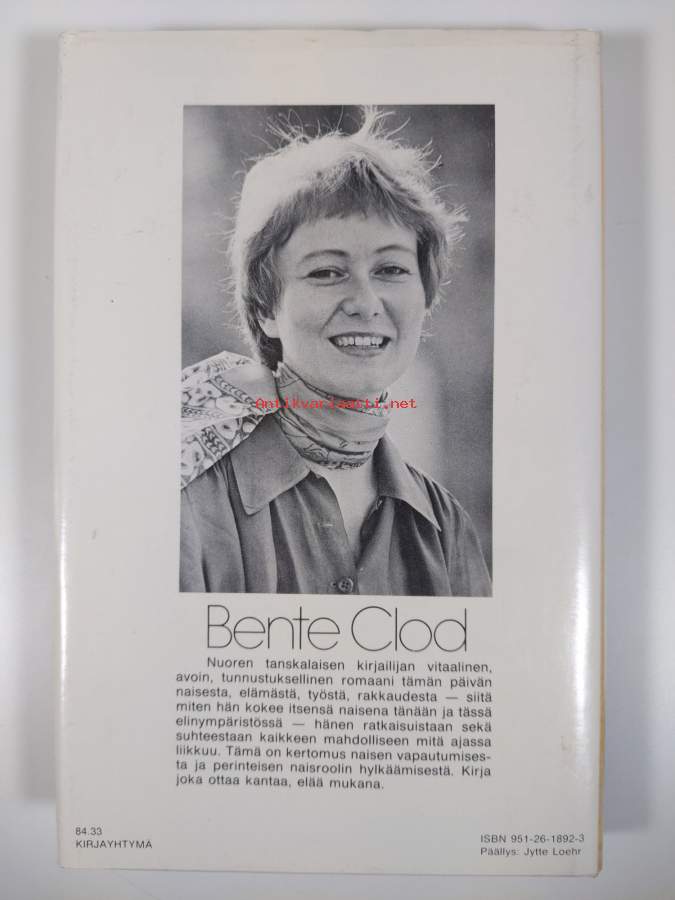 Antikvariaatti.net
Bente Clod
Nuoren tanskalaisen kirjailijan vitaalinen,
avoin, tunnustuksellinen romaani tämän päivän
naisesta, elämästä, työstä, rakkaudesta — siitä
miten hän kokee itsensä naisena tänään ja tässä
elinympäristössä — hänen ratkaisuistaan sekä
suhteestaan kaikkeen mahdolliseen mitä ajassa
liikkuu. Tämä on kertomus naisen vapautumises-
ta ja perinteisen naisroolin hylkäämisestä. Kirja
joka ottaa kantaa, elää mukana.
84.33
KIRJAYHTYMÄ
ISBN 951-26-1892-3
Päällys: Jytte Loehr